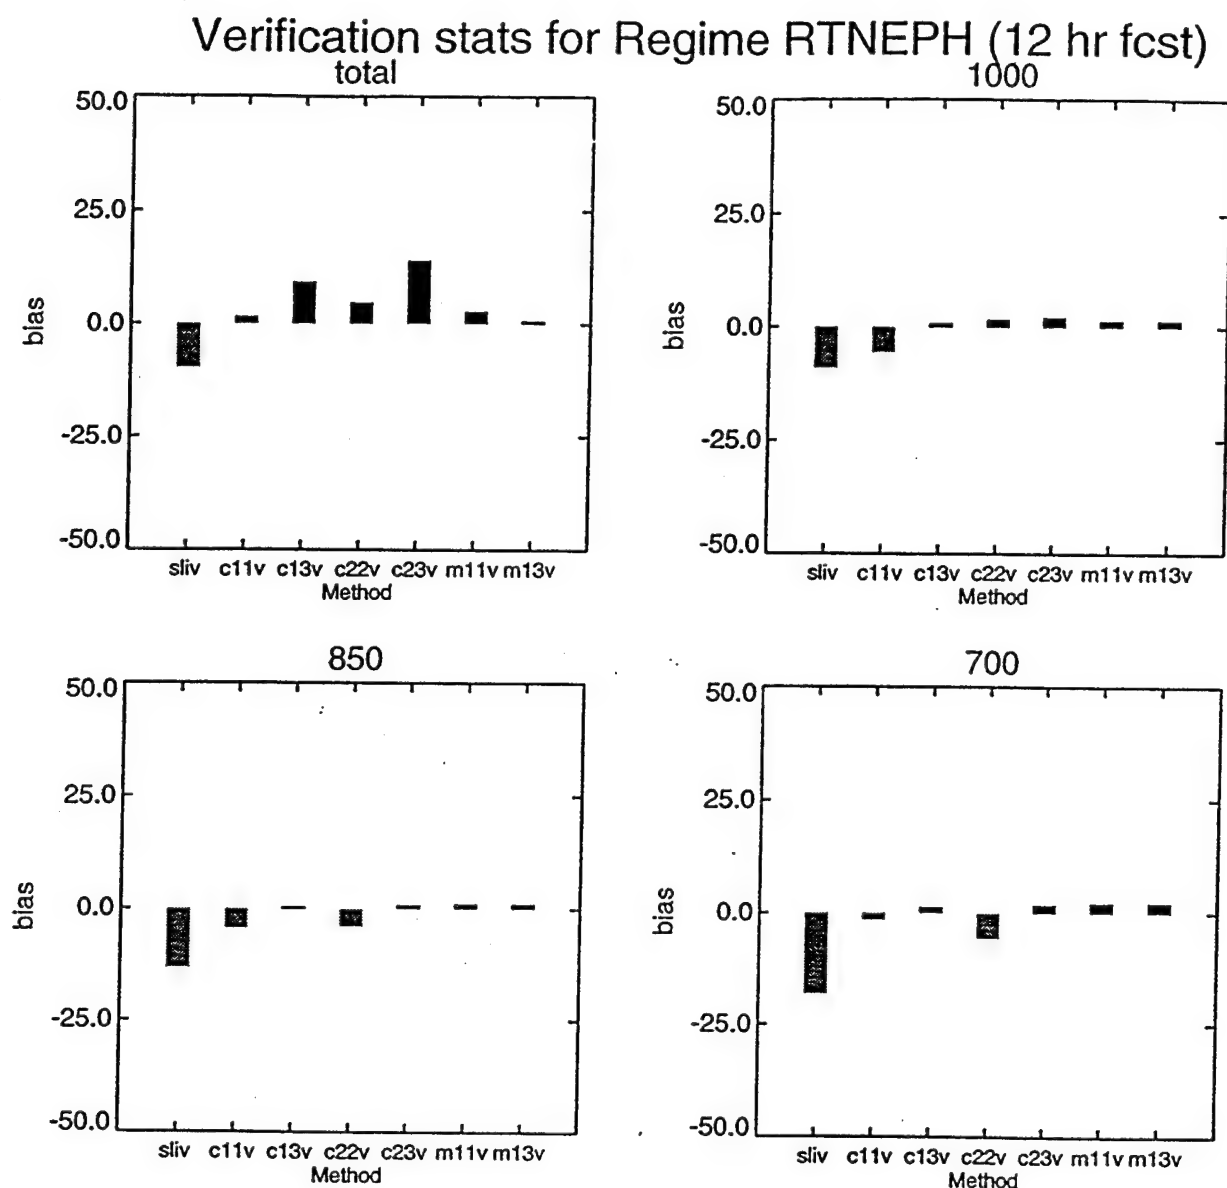 Verification stats for Regime RTNEPH (12 hr fcst)
total
50.0
25.0
0.0
-25.0
-50.0
bias
sliv c11v c13v c22v c23v m11v m13v
Method
1000
50.0
25.0
0.0
-25.0
-50.0
bias
sliv c11v c13v c22v c23v m11v m13v
Method
850
50.0
25.0
0.0
-25.0
-50.0
bias
sliv c11v c13v c22v c23v m11v m13v
Method
700
50.0
25.0
0.0
-25.0
-50.0
bias
sliv c11v c13v c22v c23v m11v m13v
Method